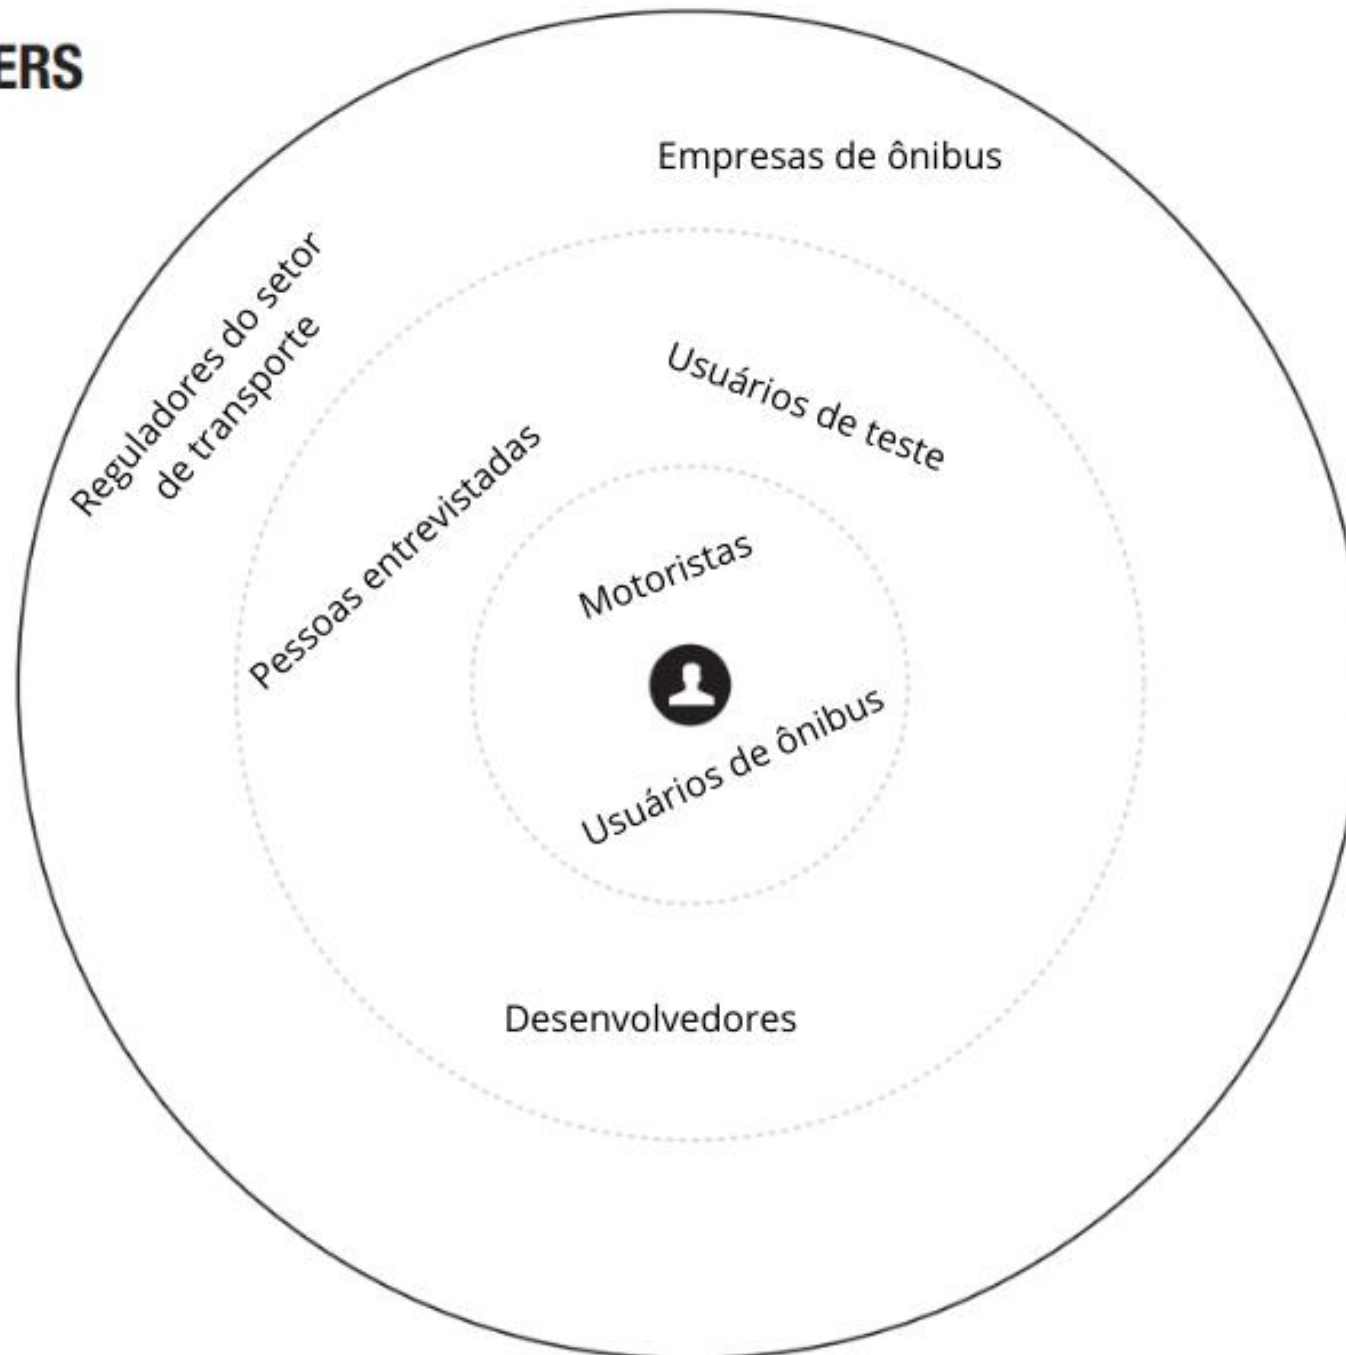 ERS
Empresas de ônibus
Reguladores do setor
de transporte
Usuários de teste
Pessoas entrevistadas
Motoristas
Usuários de ônibus
Desenvolvedores